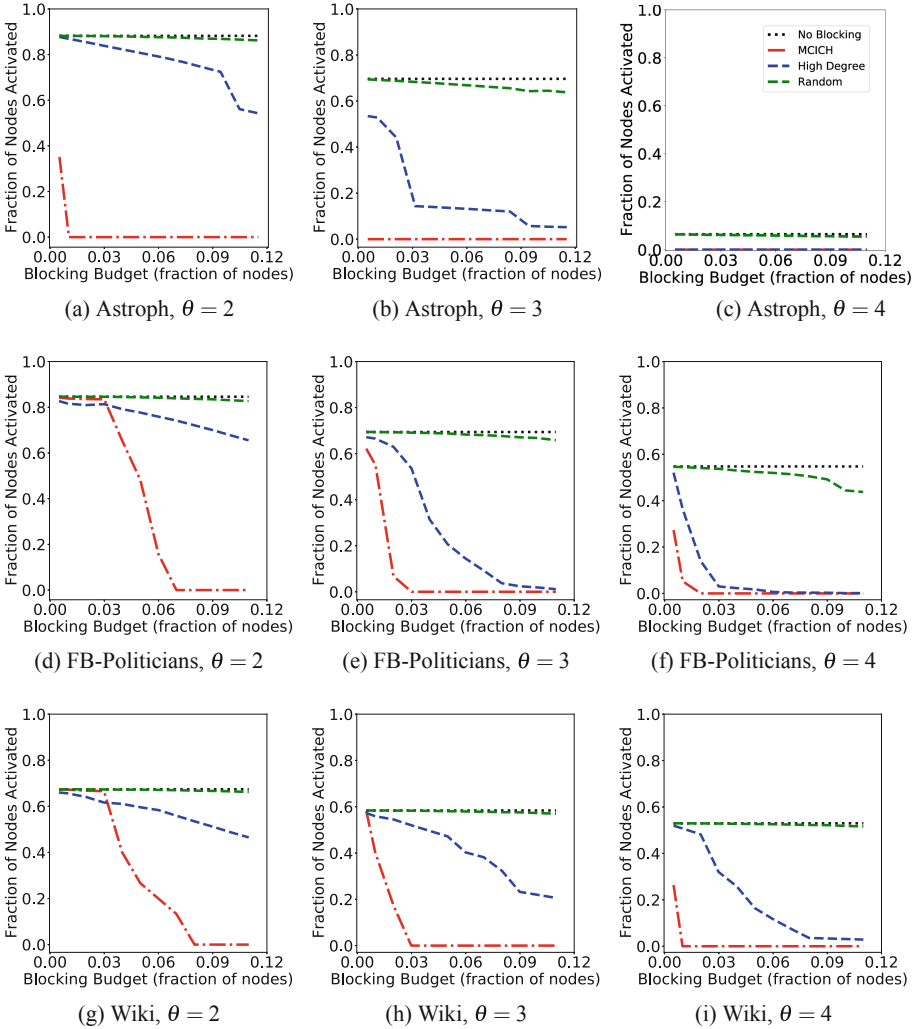 1.0
0.8
0.6
0.4
0.2
0.0
Fraction of Nodes Activated
0.00 0.03 0.06 0.09 0.12
Blocking Budget (fraction of nodes)
(a) Astroph, θ = 2
1.0
0.8
0.6
0.4
0.2
0.0
Fraction of Nodes Activated
0.00 0.03 0.06 0.09 0.12
Blocking Budget (fraction of nodes)
(b) Astroph, θ = 3
1.0
0.8
0.6
0.4
0.2
0.0
Fraction of Nodes Activated
No Blocking
MCICH
High Degree
Random
0.00 0.03 0.06 0.09 0.12
Blocking Budget (fraction of nodes)
(c) Astroph, θ = 4
1.0
0.8
0.6
0.4
0.2
0.0
Fraction of Nodes Activated
0.00 0.03 0.06 0.09 0.12
Blocking Budget (fraction of nodes)
(d) FB-Politicians, θ = 2
1.0
0.8
0.6
0.4
0.2
0.0
Fraction of Nodes Activated
0.00 0.03 0.06 0.09 0.12
Blocking Budget (fraction of nodes)
(e) FB-Politicians, θ = 3
1.0
0.8
0.6
0.4
0.2
0.0
Fraction of Nodes Activated
0.00 0.03 0.06 0.09 0.12
Blocking Budget (fraction of nodes)
(f) FB-Politicians, θ = 4
1.0
0.8
0.6
0.4
0.2
0.0
Fraction of Nodes Activated
0.00 0.03 0.06 0.09 0.12
Blocking Budget (fraction of nodes)
(g) Wiki, θ = 2
1.0
0.8
0.6
0.4
0.2
0.0
Fraction of Nodes Activated
0.00 0.03 0.06 0.09 0.12
Blocking Budget (fraction of nodes)
(h) Wiki, θ = 3
1.0
0.8
0.6
0.4
0.2
0.0
Fraction of Nodes Activated
0.00 0.03 0.06 0.09 0.12
Blocking Budget (fraction of nodes)
(i) Wiki, θ = 4